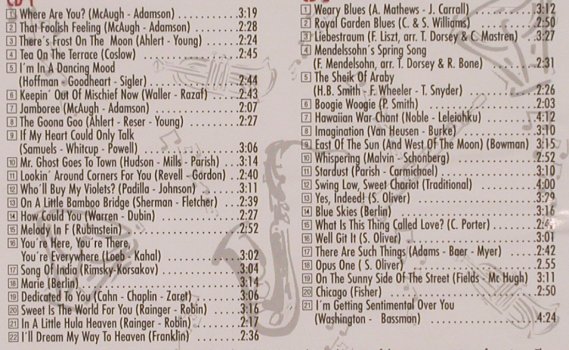 CD 1
1 Where Are You? (McAugh - Adamson) 3:19
2 That Foolish Feeling (McAugh - Adamson) 2:28
3 There's Frost On The Moon (Ahlert - Young) 2:24
4 Tea On The Terrace (Coslow) 2:45
5 I'm In A Dancing Mood
(Hoffman - Goodheart - Sigler) 2:44
6 Keepin' Out Of Mischief Now (Waller - Razaf) 2:43
7 Jamboree (McAugh - Adamson) 2:07
8 The Goona Goo (Ahlert - Reser - Young) 2:27
9 If My Heart Could Only Talk
(Samuels - Whitcup - Powell) 3:06
10 Mr. Ghost Goes To Town (Hudson - Mills - Parish) 3:14
11 Lookin' Around Corners For You (Revell - Gordon) 2:40
12 Who'll Buy My Violets? (Padilla - Johnson) 3:11
13 On A Little Bamboo Bridge (Sherman - Fletcher) 2:39
14 How Could You (Warren - Dubin) 2:27
15 Melody In F (Rubinstein) 2:52
16 You're Here, You're There,
You're Everywhere (Loeb - Kahal) 3:02
17 Song Of India (Rimsky-Korsakov) 3:04
18 Marie (Berlin) 3:14
19 Dedicated To You (Cahn - Chaplin - Zaret) 3:06
20 Sweet Is The World For You (Rainger - Robin) 3:16
21 In A Little Hula Heaven (Rainger - Robin) 2:17
22 I'll Dream My Way To Heaven (Franklin) 2:36
1 Weary Blues (A. Mathews - J. Carrall) 3:12
2 Royal Garden Blues (C. & S. Williams) 2:50
3 Liebestraum (F. Liszt, arr. T. Dorsey & C. Mastren) 3:27
4 Mendelssohn's Spring Song
(F. Mendelsohn, arr. T. Dorsey & R. Bone) 2:31
5 The Sheik Of Araby
(H.B. Smith - F. Wheeler - T. Snyder) 2:26
6 Boogie Woogie (P. Smith) 2:03
7 Hawaiian War Chant (Noble - Leleiohku) 4:12
8 Imagination (Van Heusen - Burke) 3:10
9 East Of The Sun (And West Of The Moon) (Bowman) 3:15
10 Whispering (Malvin - Schonberg) 2:52
11 Stardust (Parish - Carmichael) 3:10
12 Swing Low, Sweet Chariot (Traditional) 4:00
13 Yes, Indeed! (S. Oliver) 3:29
14 Blue Skies (Berlin) 3:16
15 What Is This Thing Called Love? (C. Porter)
16 Well Git It (S. Oliver) 3:01
17 There Are Such Things (Adams - Baer - Myer) 2:42
18 Opus One ( S. Oliver) 2:55
19 On The Sunny Side Of The Street (Fields - Mc Hugh) 3:11
20 Chicago (Fisher) 2:50
21 I'm Getting Sentimental Over You
(Washington - Bassman) 4:24